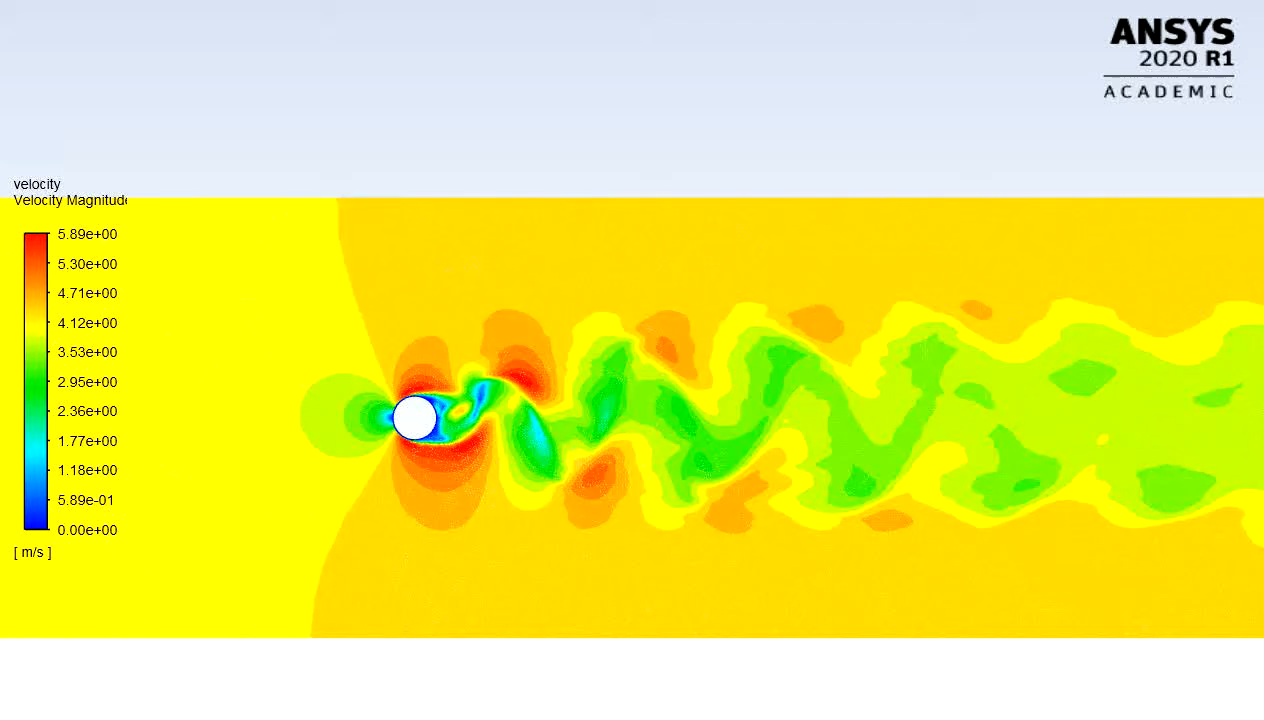 ANSYS
2020 R1
ACADEMIC
velocity
Velocity Magnitude
5.89e+00
5.30e+00
4.71e+00
4.12e+00
3.53e+00
2.95e+00
2.36e+00
1.77e+00
1.18e+00
5.89e-01
0.00e+00
[ m/s ]